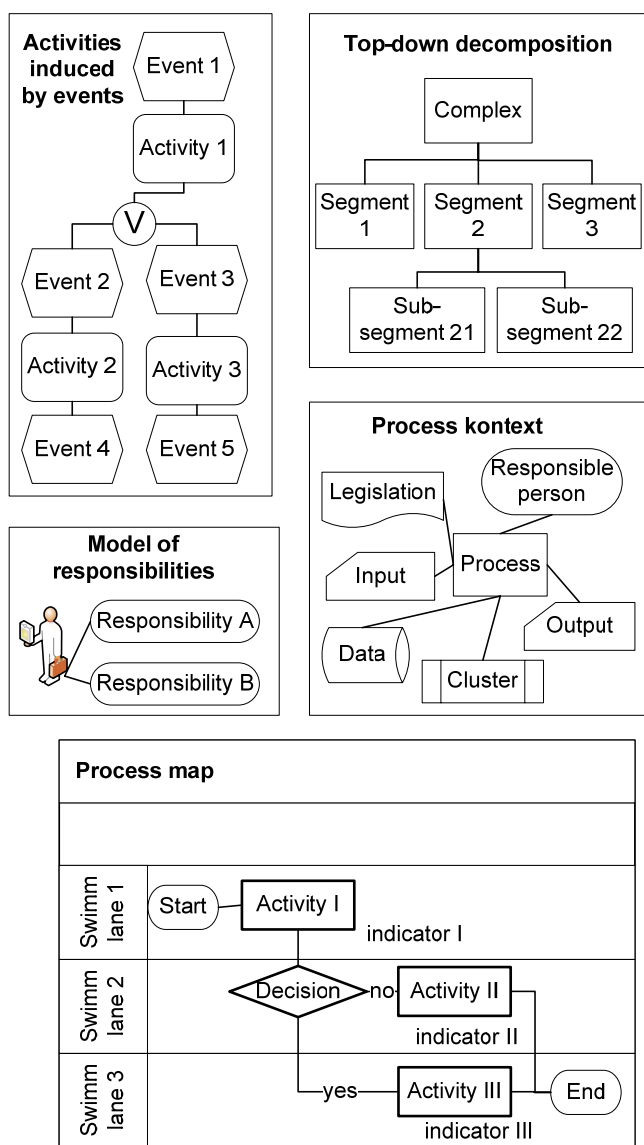 Activities
induced
by events
Event 1
Activity 1
V
Event 2
Event 3
Activity 2
Activity 3
Event 4
Event 5
Top-down decomposition
Complex
Segment
1
Segment
2
Segment
3
Sub-
segment 21
Sub-
segment 22
Process kontext
Legislation
Responsible
person
Input
Process
Output
Data
Cluster
Model of
responsibilities
Responsibility A
Responsibility B
Process map
Swimm
lane 1
Start
Activity I
indicator I
Swimm
lane 2
Decision
no
Activity II
indicator II
Swimm
lane 3
yes
Activity III
End
indicator III